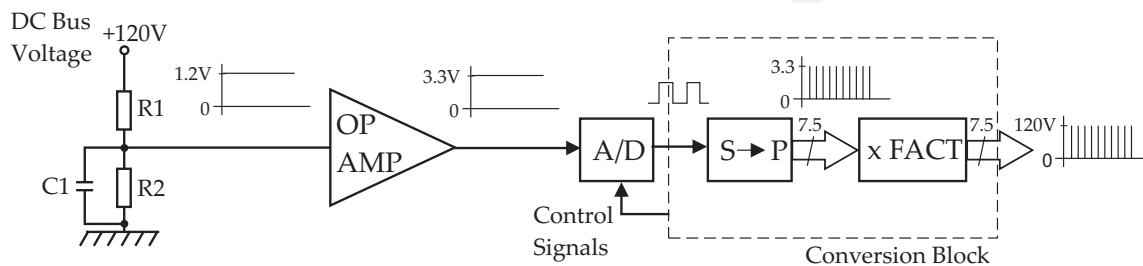 DC Bus
Voltage
+120V
R1
C1
R2
1.2V
0
OP
AMP
3.3V
0
A/D
Control
Signals
S → P
3.3
0
7.5
x FACT
7.5
120V
0
Conversion Block